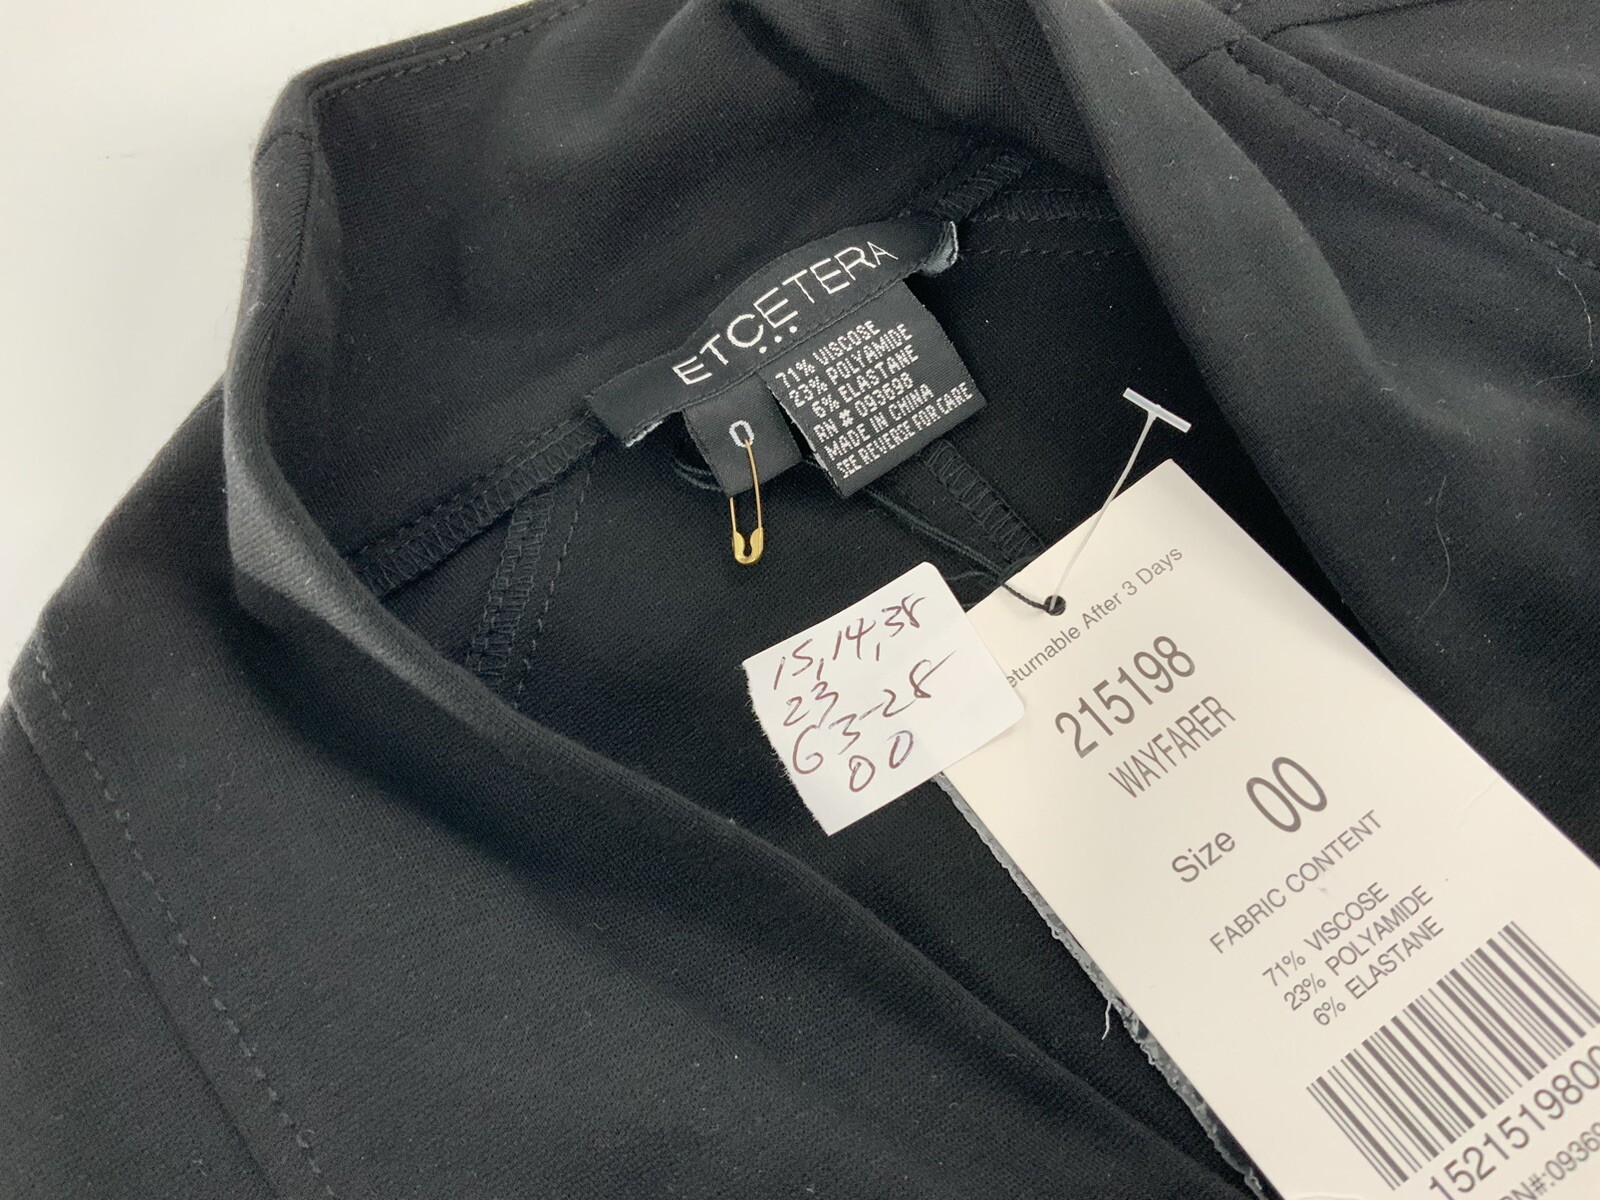 ETCETERA
0
71% VISCOSE
23% POLYAMIDE
6% ELASTANE
RN # 093698
MADE IN CHINA
SEE REVERSE FOR CARE
15, 14, 38
23
63-28
00
After 3 Days
215198
WAYFARER
Size 00
FABRIC CONTENT
71% VISCOSE
23% POLYAMIDE
6% ELASTANE